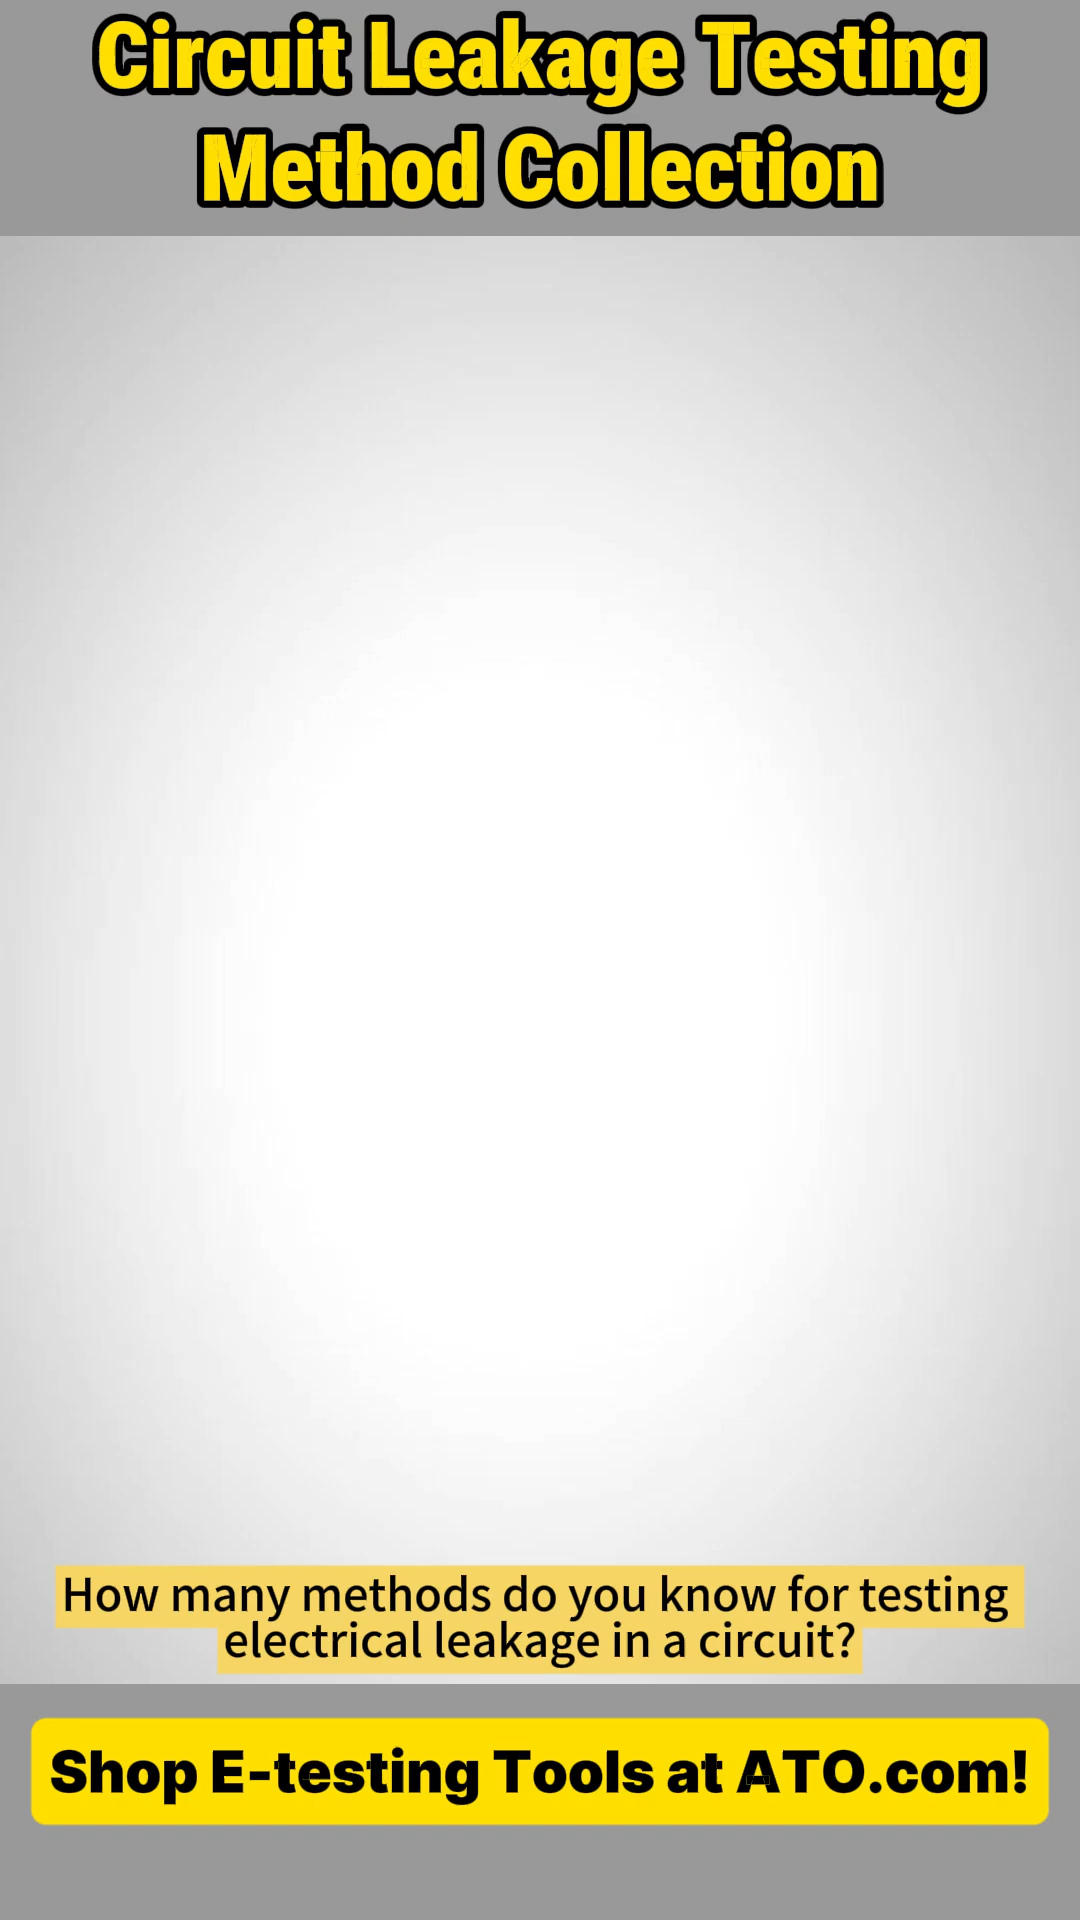 Circuit Leakage Testing
Method Collection
How many methods do you know for testing
electrical leakage in a circuit?
Shop E-testing Tools at ATO.com!